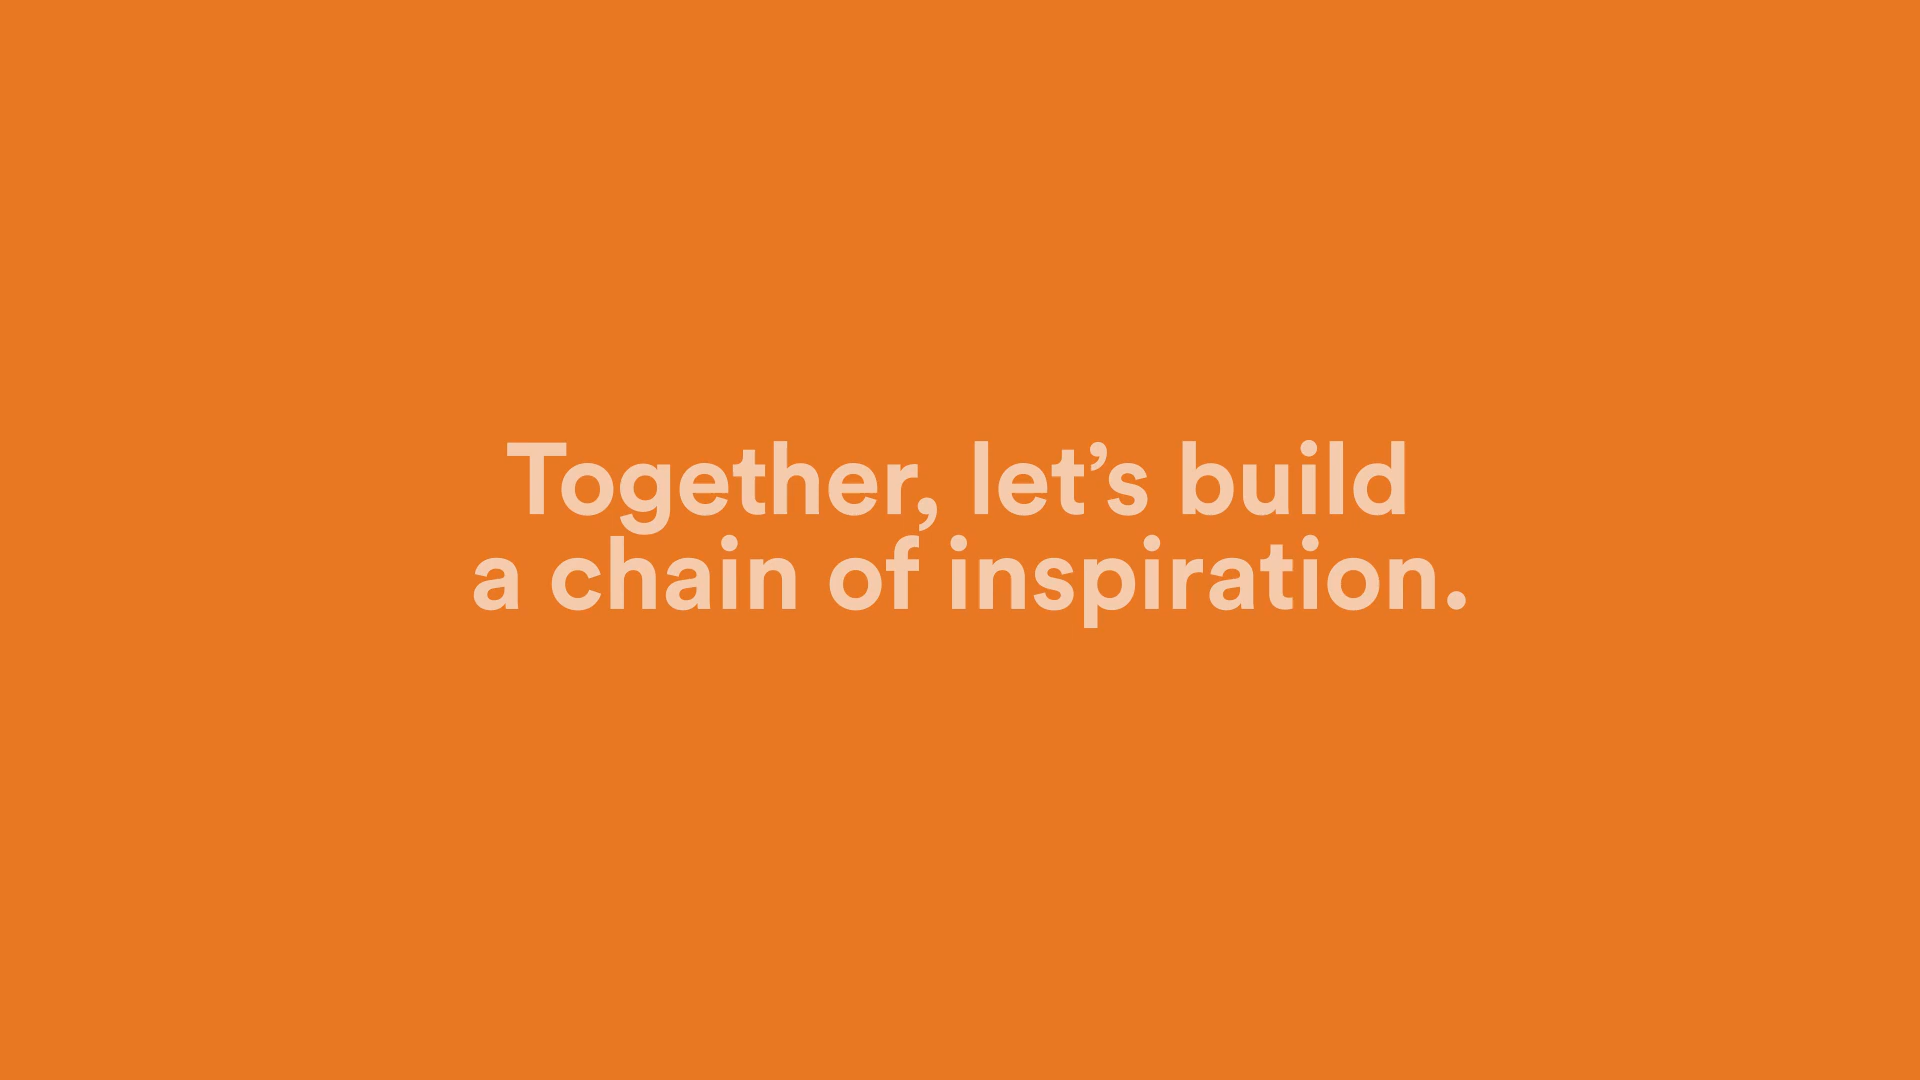 Together, let’s build
a chain of inspiration.